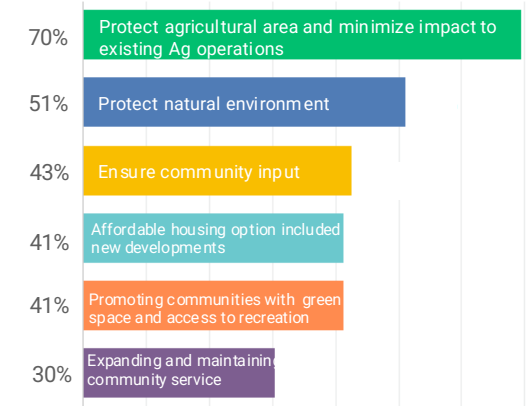 70%
Protect agricultural area and minimize impact to
existing Ag operations
51%
Protect natural environment
43%
Ensure community input
41%
Affordable housing option included
new developments
41%
Promoting communities with green
space and access to recreation
30%
Expanding and maintaining
community service